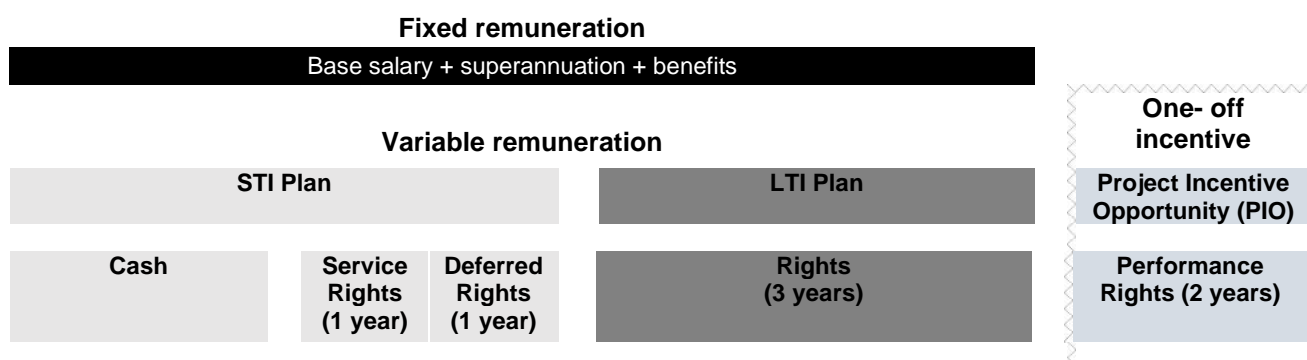 Fixed remuneration
Base salary + superannuation + benefits
Variable remuneration
STI Plan
LTI Plan
Cash
Service
Rights
(1 year)
Deferred
Rights
(1 year)
Rights
(3 years)
One- off
incentive
Project Incentive
Opportunity (PIO)
Performance
Rights (2 years)